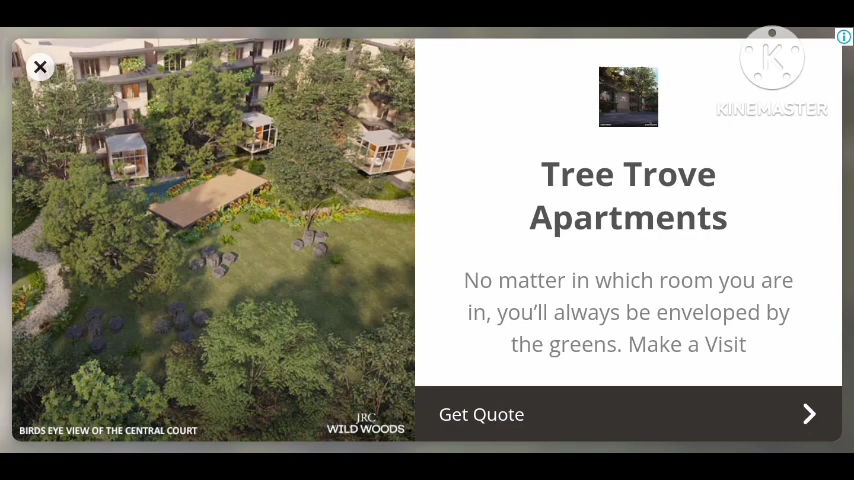 KINEMASTER
Tree Trove
Apartments
No matter in which room you are
in, you’ll always be enveloped by
the greens. Make a Visit
Get Quote
BIRDS EYE VIEW OF THE CENTRAL COURT
JRC
WILD WOODS